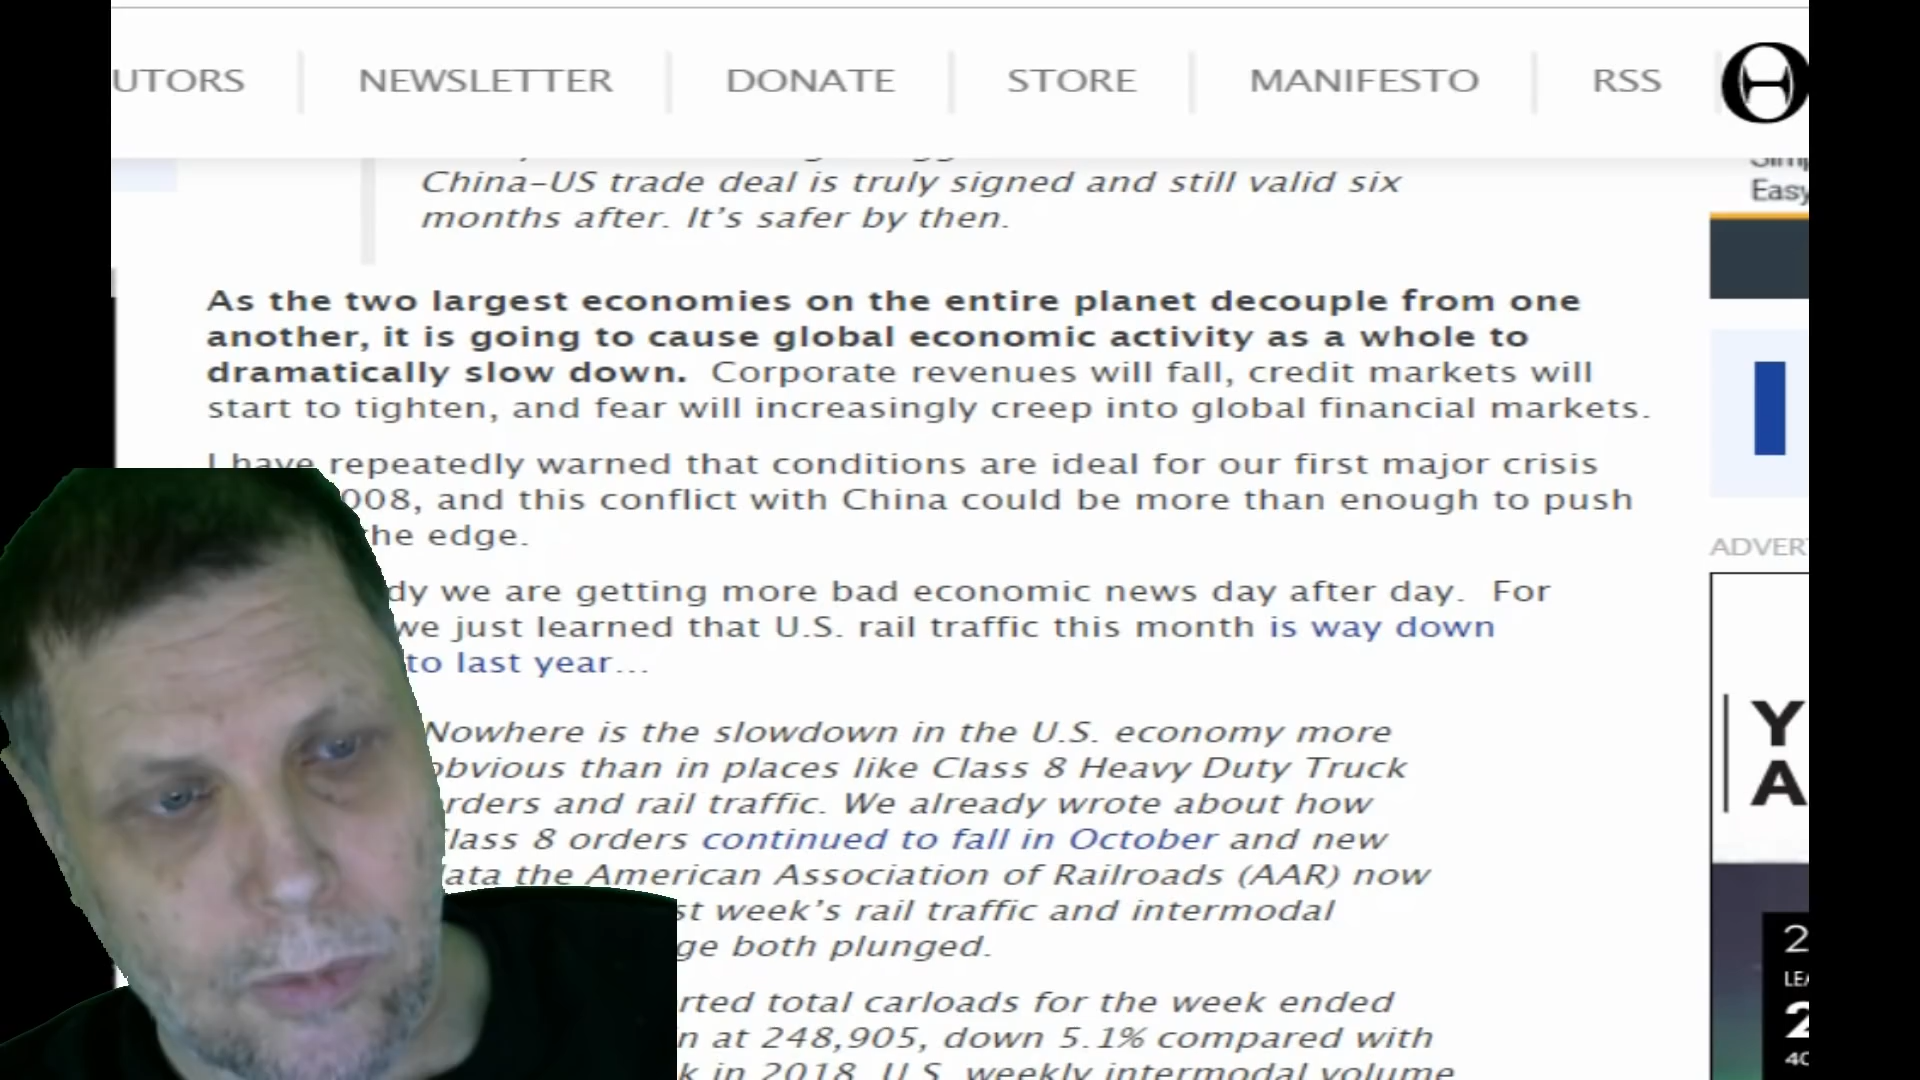 UTORS NEWSLETTER DONATE STORE MANIFESTO RSS
China-US trade deal is truly signed and still valid six
months after. It's safer by then.
Easy
As the two largest economies on the entire planet decouple from one
another, it is going to cause global economic activity as a whole to
dramatically slow down. Corporate revenues will fall, credit markets will
start to tighten, and fear will increasingly creep into global financial markets.
I have repeatedly warned that conditions are ideal for our first major crisis
008, and this conflict with China could be more than enough to push
he edge.
ADVER
dy we are getting more bad economic news day after day. For
we just learned that U.S. rail traffic this month is way down
to last year...
Nowhere is the slowdown in the U.S. economy more
obvious than in places like Class 8 Heavy Duty Truck
rders and rail traffic. We already wrote about how
lass 8 orders continued to fall in October and new
ata the American Association of Railroads (AAR) now
st week's rail traffic and intermodal
ge both plunged.
rted total carloads for the week ended
n at 248,905, down 5.1% compared with
k in 2018. U.S. weekly intermodal volume
Y
A
2
LEA
2
40